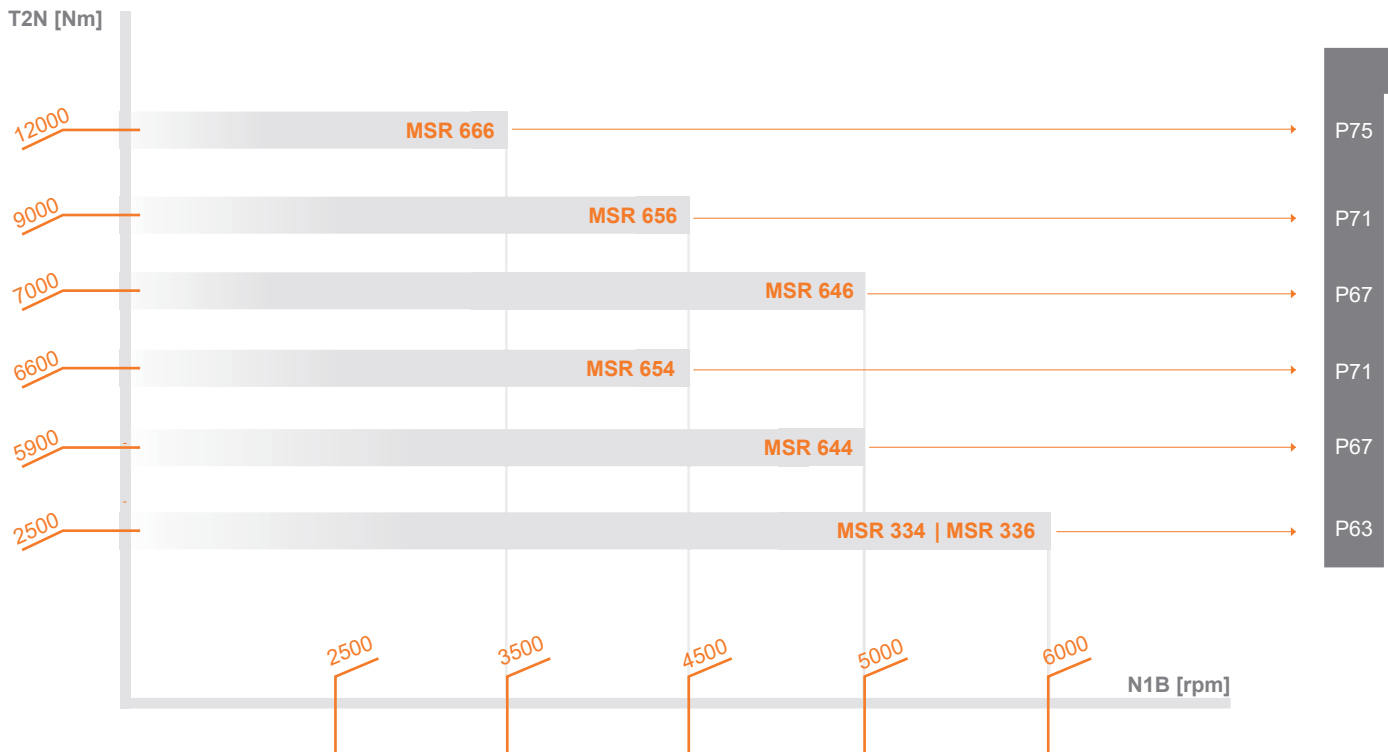 T2N [Nm]
12000 MSR 666 P75
9000 MSR 656 P71
7000 MSR 646 P67
6600 MSR 654 P71
5900 MSR 644 P67
2500 MSR 334 | MSR 336 P63
2500 3500 4500 5000 6000
N1B [rpm]